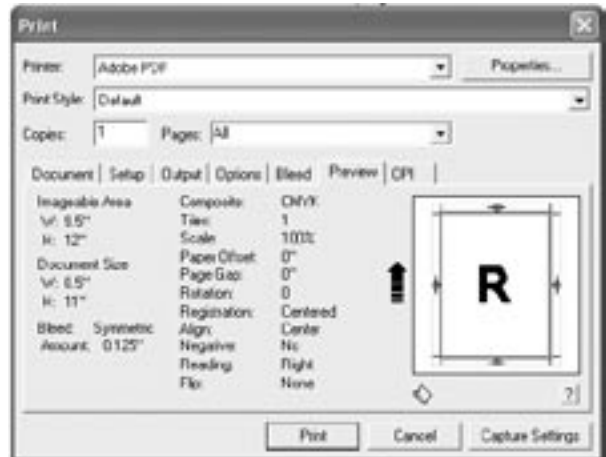 Print
Printer: Adobe PDF Properties...
Print Style: Default
Copies: 1 Pages: All
Document Setup Output Options Bleed Preview OPI
Imageable Area
W: 9.5"
H: 12"
Document Size
W: 8.5"
H: 11"
Bleed: Symmetric
Amount: 0.125"
Composite: CMYK
Tiles: 1
Scale: 100%
Paper Offset: 0"
Page Gap: 0"
Rotation: 0
Registration: Centered
Align: Center
Negative: No
Reading: Right
Flip: None
R
?
Print Cancel Capture Settings